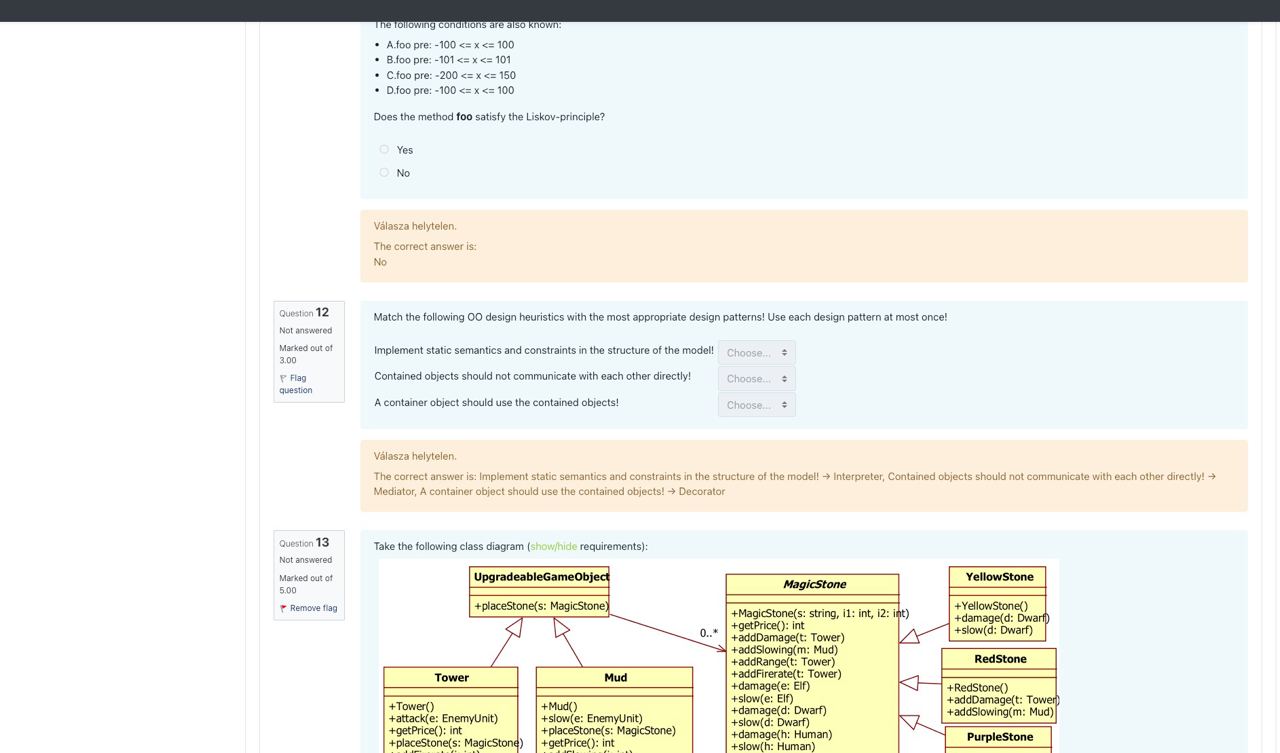 The following conditions are also known:
• A.foo pre: -100 <= x <= 100
• B.foo pre: -101 <= x <= 101
• C.foo pre: -200 <= x <= 150
• D.foo pre: -100 <= x <= 100
Does the method foo satisfy the Liskov-principle?
Yes
No
Válasza helytelen.
The correct answer is:
No
Question 12
Not answered
Marked out of
3.00
Flag
question
Match the following OO design heuristics with the most appropriate design patterns! Use each design pattern at most once!
Implement static semantics and constraints in the structure of the model! Choose...
Contained objects should not communicate with each other directly! Choose...
A container object should use the contained objects! Choose...
Válasza helytelen.
The correct answer is: Implement static semantics and constraints in the structure of the model! → Interpreter, Contained objects should not communicate with each other directly! →
Mediator, A container object should use the contained objects! → Decorator
Question 13
Not answered
Marked out of
5.00
Remove flag
Take the following class diagram (show/hide requirements):
UpgradeableGameObject
+placeStone(s: MagicStone)
0..*
MagicStone
+MagicStone(s: string, i1: int, i2: int)
+getPrice(): int
+addDamage(t: Tower)
+addSlowing(m: Mud)
+addRange(t: Tower)
+addFirerate(t: Tower)
+damage(e: Elf)
+slow(e: Elf)
+damage(d: Dwarf)
+slow(d: Dwarf)
+damage(h: Human)
+slow(h: Human)
YellowStone
+YellowStone()
+damage(d: Dwarf)
+slow(d: Dwarf)
RedStone
+RedStone()
+addDamage(t: Tower)
+addSlowing(m: Mud)
PurpleStone
Tower
+Tower()
+attack(e: EnemyUnit)
+getPrice(): int
+placeStone(s: MagicStone)
Mud
+Mud()
+slow(e: EnemyUnit)
+placeStone(s: MagicStone)
+getPrice(): int